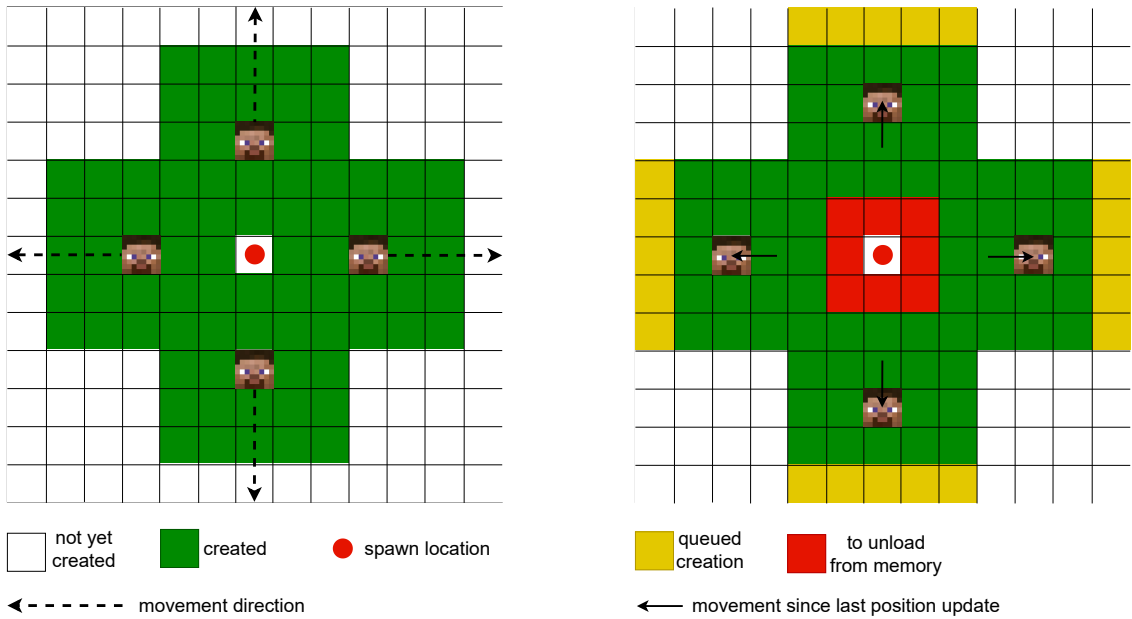 not yet
created
created
spawn location
queued
creation
to unload
from memory
movement direction
movement since last position update